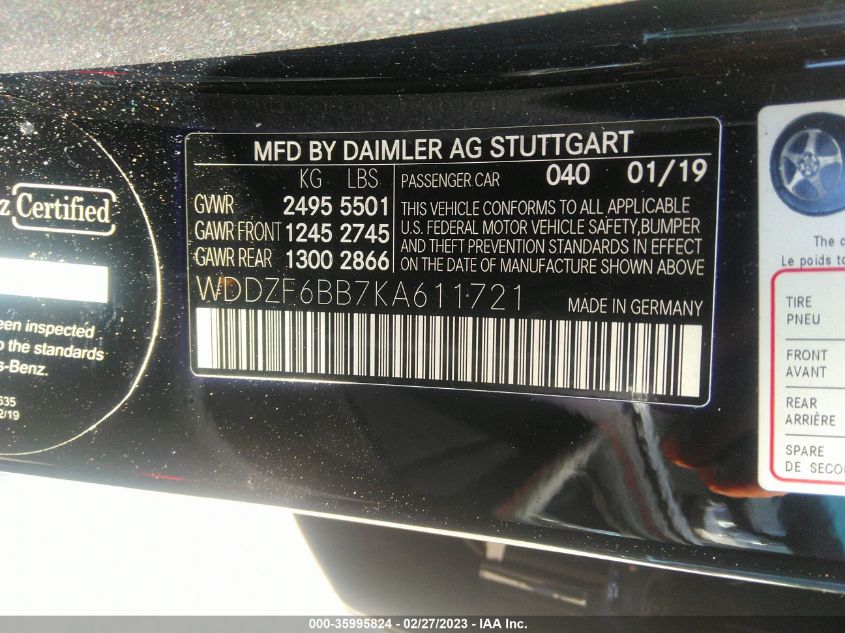 MFD BY DAIMLER AG STUTTGART
KG LBS
GVWR 2495 5501
GAWR FRONT 1245 2745
GAWR REAR 1300 2866
PASSENGER CAR 040 01/19
THIS VEHICLE CONFORMS TO ALL APPLICABLE
U.S. FEDERAL MOTOR VEHICLE SAFETY,BUMPER
AND THEFT PREVENTION STANDARDS IN EFFECT
ON THE DATE OF MANUFACTURE SHOWN ABOVE
WDDZF6BB7KA611721 MADE IN GERMANY
z Certified
een inspected
to the standards
s-Benz.
635
2/19
The c
Le poids to
TIRE
PNEU
FRONT
AVANT
REAR
ARRIÈRE
SPARE
DE SECOU
000-35995824 - 02/27/2023 - IAA Inc.